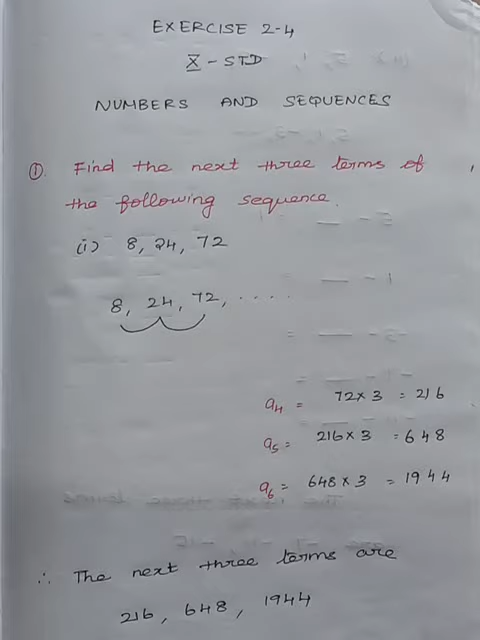 EXERCISE 2-4
X - STD
NUMBERS AND SEQUENCES
①. Find the next three terms of
the following sequence.
(i) 8, 24, 72
8, 24, 72, ....
a4 = 72 x 3 = 216
a5 = 216 x 3 = 648
a6 = 648 x 3 = 1944
∴ The next three terms are
216, 648, 1944